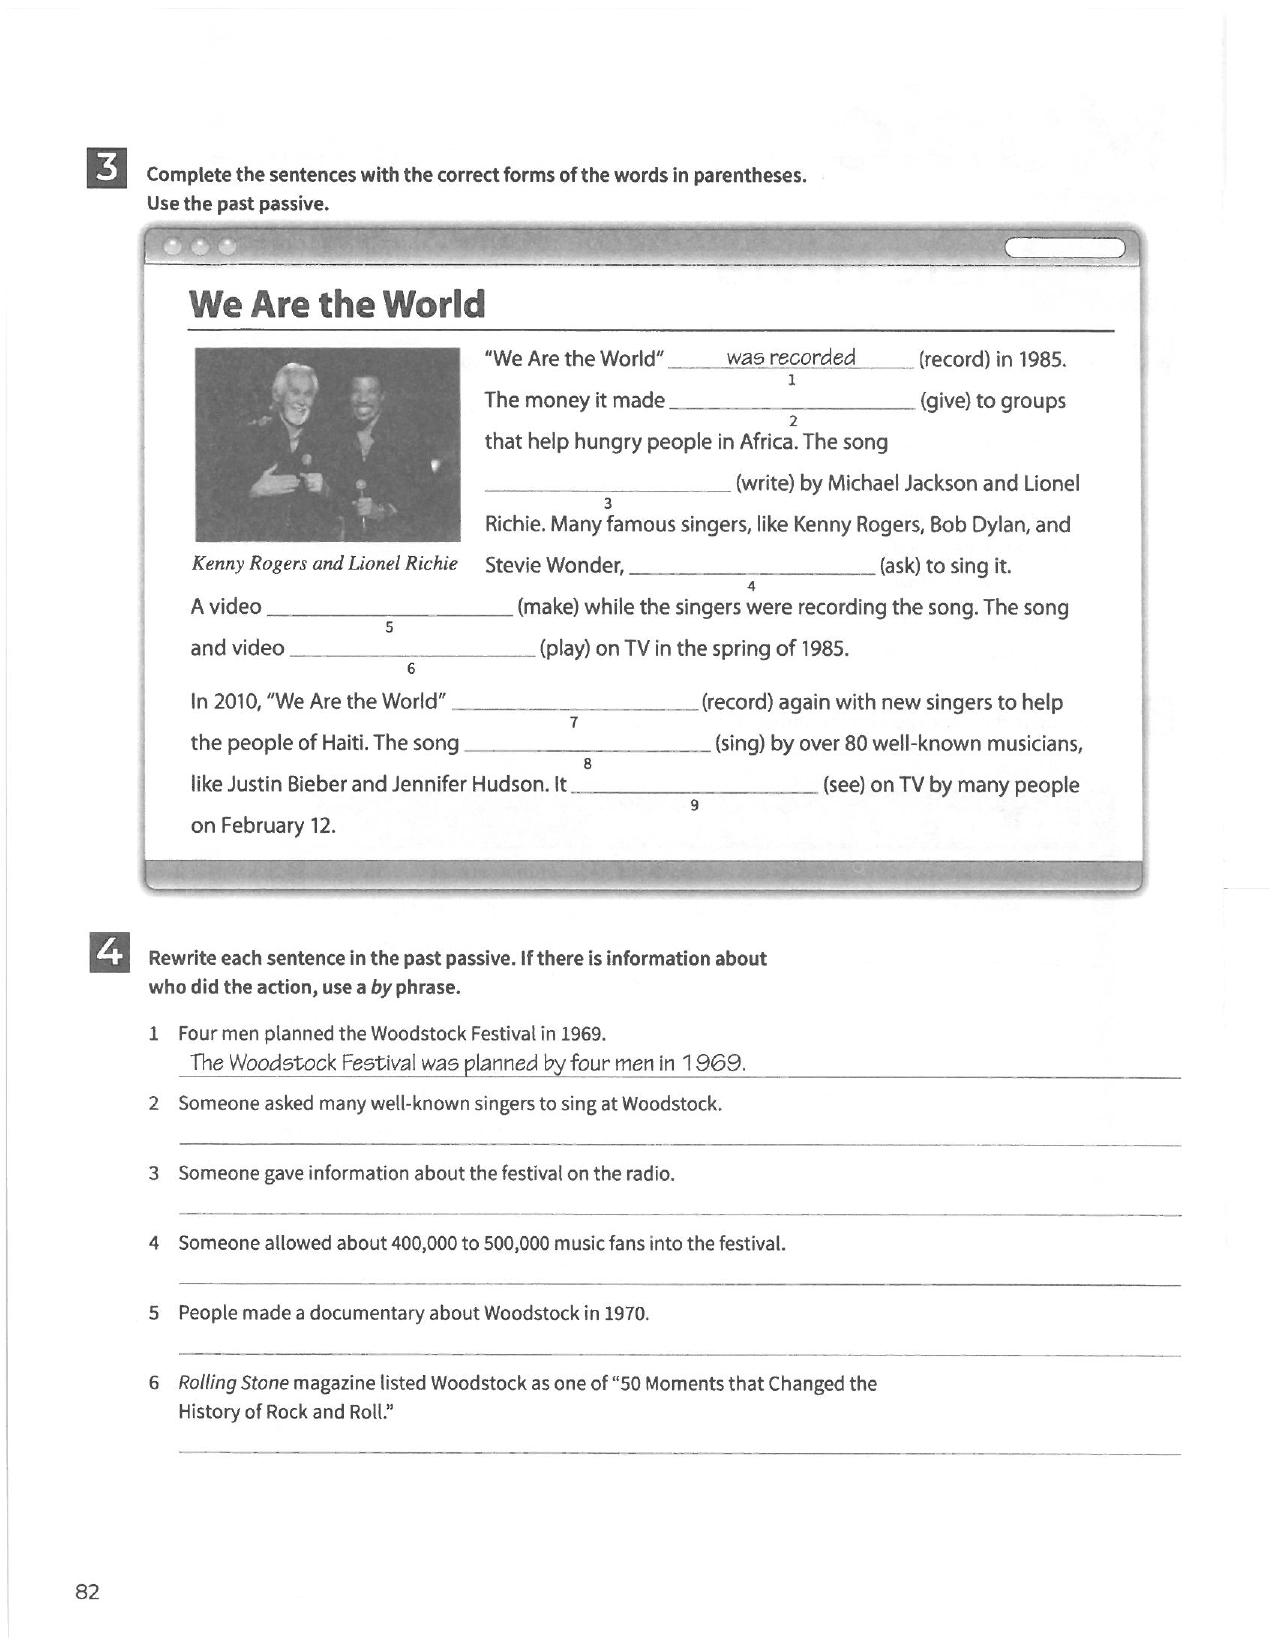 3 Complete the sentences with the correct forms of the words in parentheses.
Use the past passive.
We Are the World
"We Are the World" was recorded (record) in 1985.
1
The money it made ____________ (give) to groups
2
that help hungry people in Africa. The song
____________ (write) by Michael Jackson and Lionel
3
Richie. Many famous singers, like Kenny Rogers, Bob Dylan, and
Kenny Rogers and Lionel Richie
Stevie Wonder, ____________ (ask) to sing it.
4
A video ____________ (make) while the singers were recording the song. The song
5
and video ____________ (play) on TV in the spring of 1985.
6
In 2010, "We Are the World" ____________ (record) again with new singers to help
7
the people of Haiti. The song ____________ (sing) by over 80 well-known musicians,
8
like Justin Bieber and Jennifer Hudson. It ____________ (see) on TV by many people
9
on February 12.
4 Rewrite each sentence in the past passive. If there is information about
who did the action, use a by phrase.
1 Four men planned the Woodstock Festival in 1969.
The Woodstock Festival was planned by four men in 1969.
2 Someone asked many well-known singers to sing at Woodstock.
3 Someone gave information about the festival on the radio.
4 Someone allowed about 400,000 to 500,000 music fans into the festival.
5 People made a documentary about Woodstock in 1970.
6 Rolling Stone magazine listed Woodstock as one of "50 Moments that Changed the
History of Rock and Roll."
82